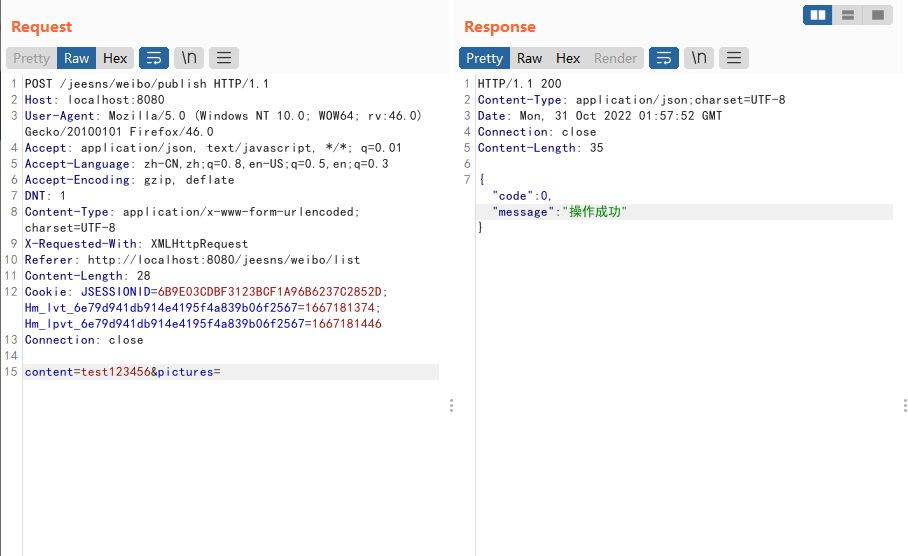 Request
Pretty Raw Hex \n
1 POST /jeesns/weibo/publish HTTP/1.1
2 Host: localhost:8080
3 User-Agent: Mozilla/5.0 (Windows NT 10.0; WOW64; rv:46.0)
Gecko/20100101 Firefox/46.0
4 Accept: application/json, text/javascript, */*; q=0.01
5 Accept-Language: zh-CN,zh;q=0.8,en-US;q=0.5,en;q=0.3
6 Accept-Encoding: gzip, deflate
7 DNT: 1
8 Content-Type: application/x-www-form-urlencoded;
charset=UTF-8
9 X-Requested-With: XMLHttpRequest
10 Referer: http://localhost:8080/jeesns/weibo/list
11 Content-Length: 28
12 Cookie: JSESSIONID=6B9E03CDBF3123BCF1A96B6237C2852D;
Hm_lvt_6e79d941db914e4195f4a839b06f2567=1667181374;
Hm_lpvt_6e79d941db914e4195f4a839b06f2567=1667181446
13 Connection: close
14
15 content=test123456&pictures=
Response
Pretty Raw Hex Render \n
1 HTTP/1.1 200
2 Content-Type: application/json;charset=UTF-8
3 Date: Mon, 31 Oct 2022 01:57:52 GMT
4 Connection: close
5 Content-Length: 35
6
7 {
"code":0,
"message":"操作成功"
}